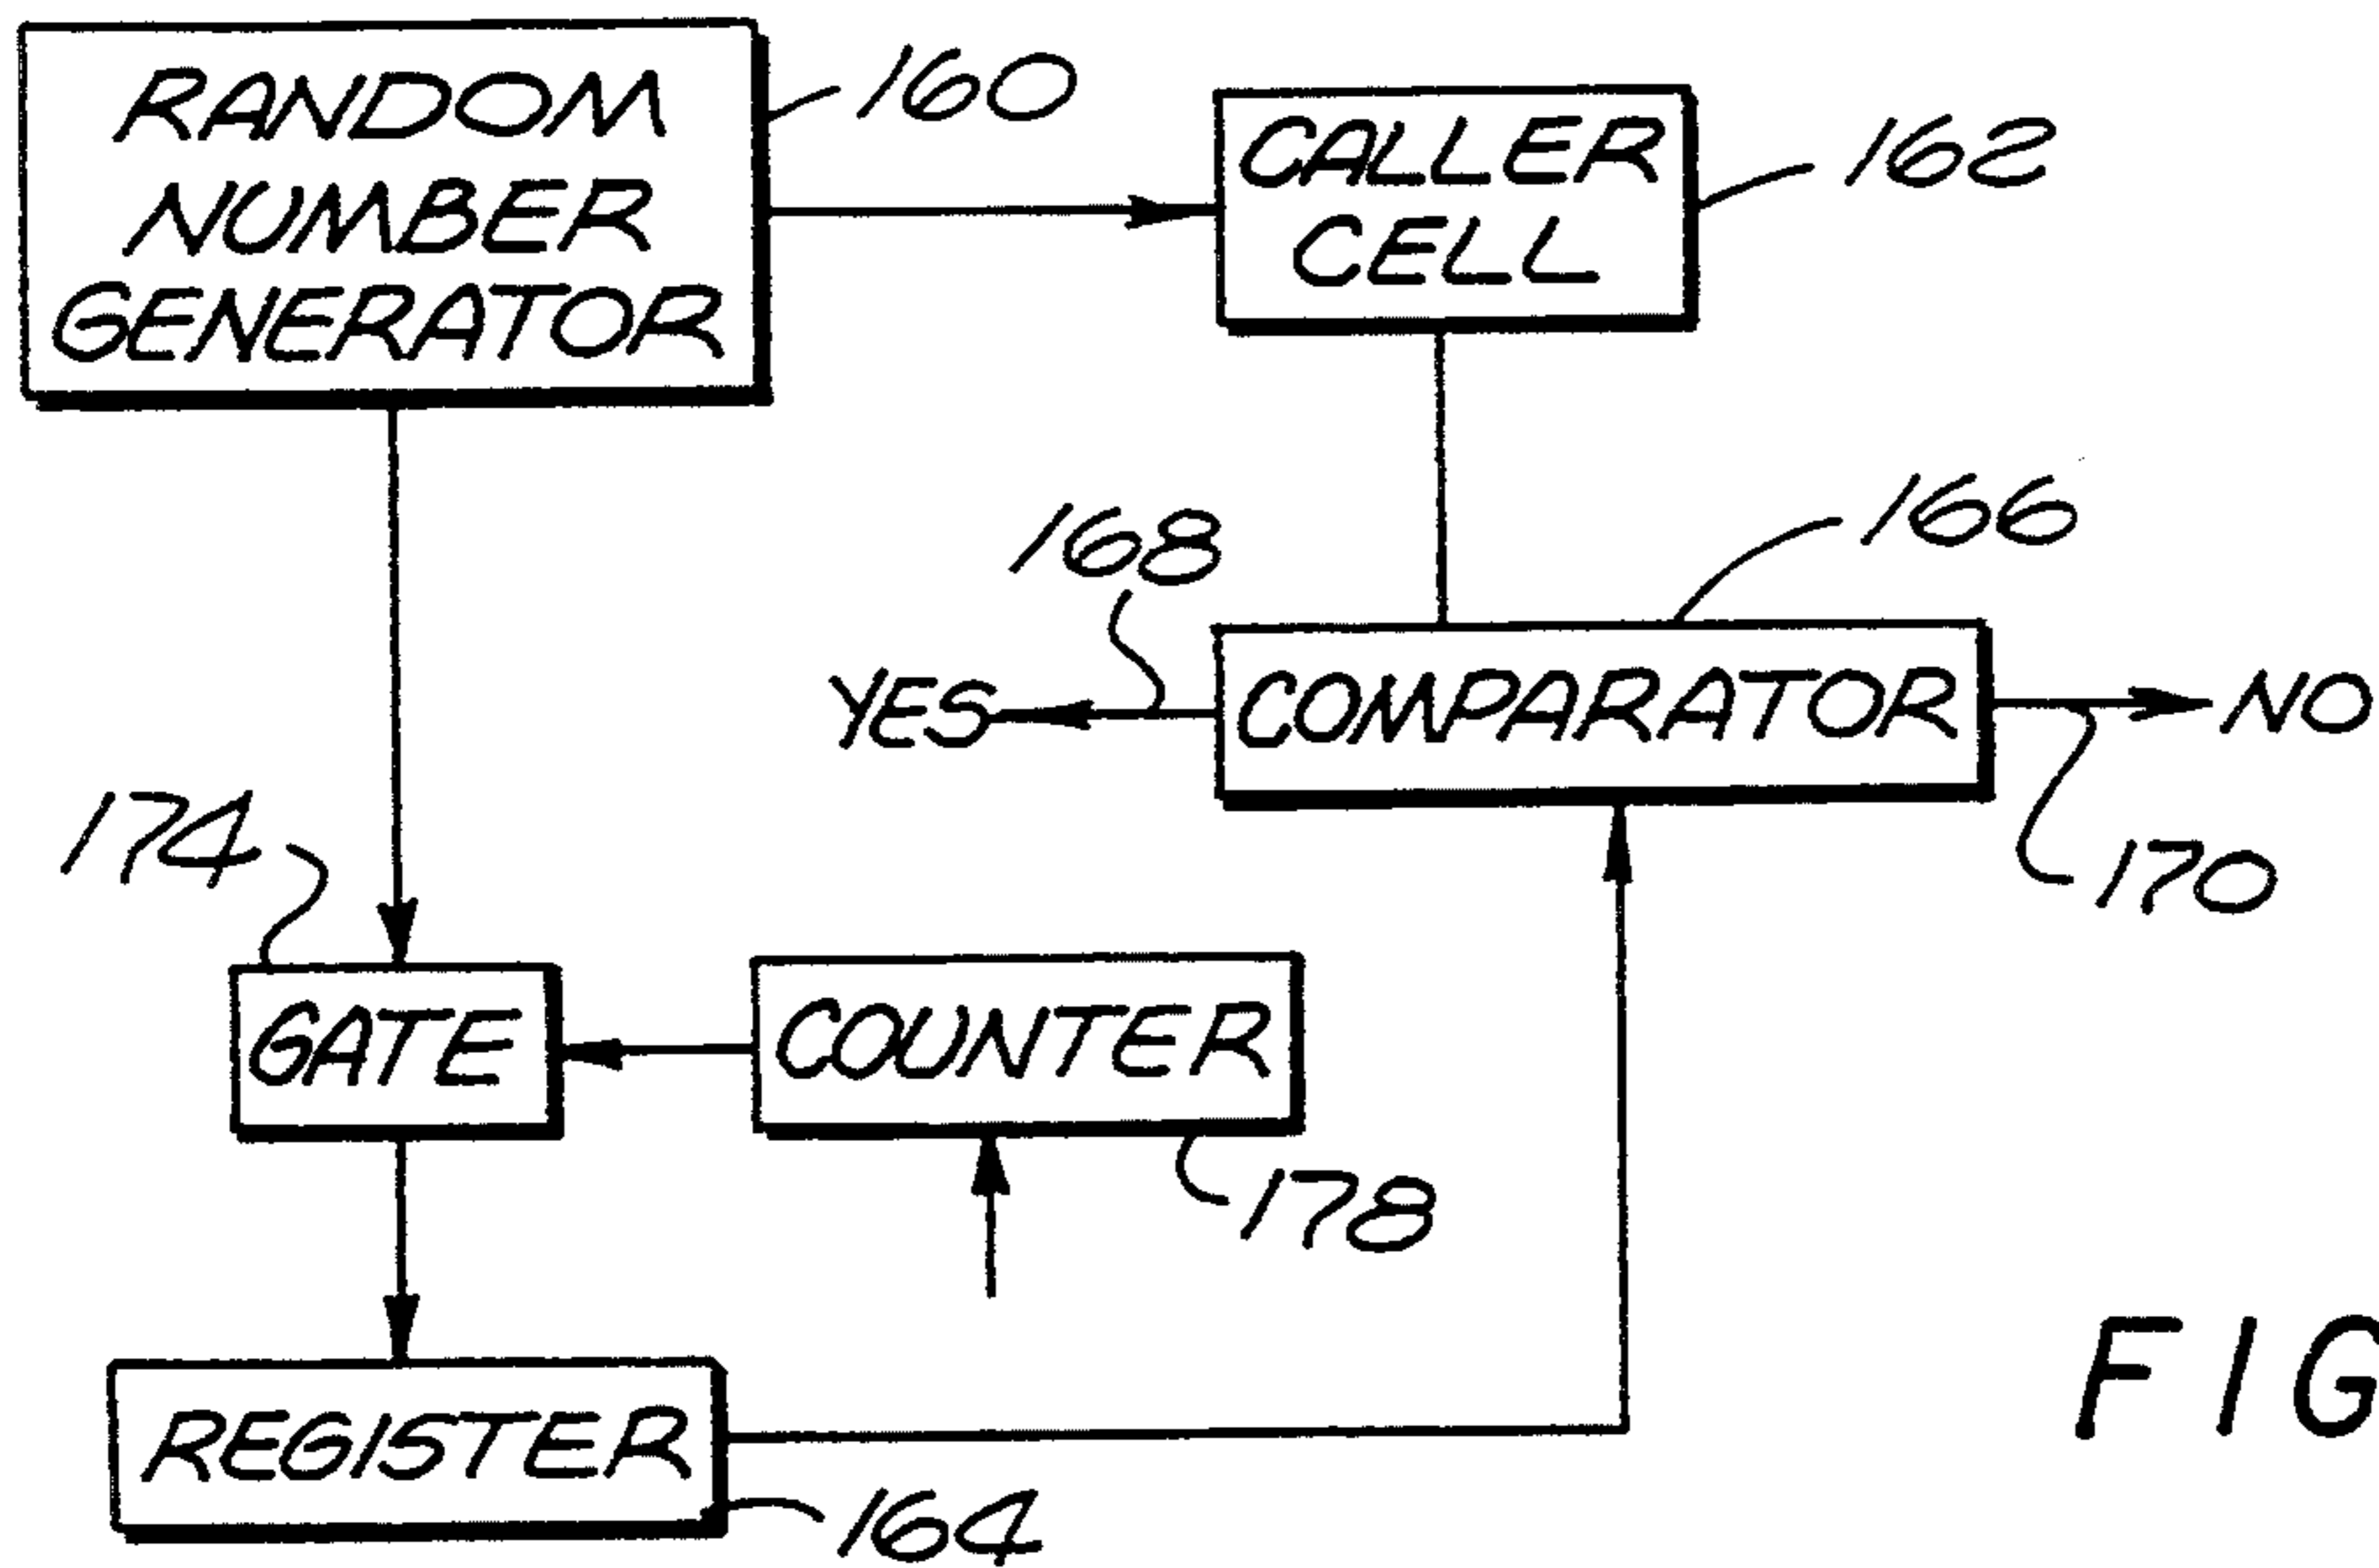 RANDOM
NUMBER
GENERATOR
160
CALLER
CELL
162
166
168
YES
COMPARATOR
NO
170
174
GATE
COUNTER
178
REGISTER
164
FIG